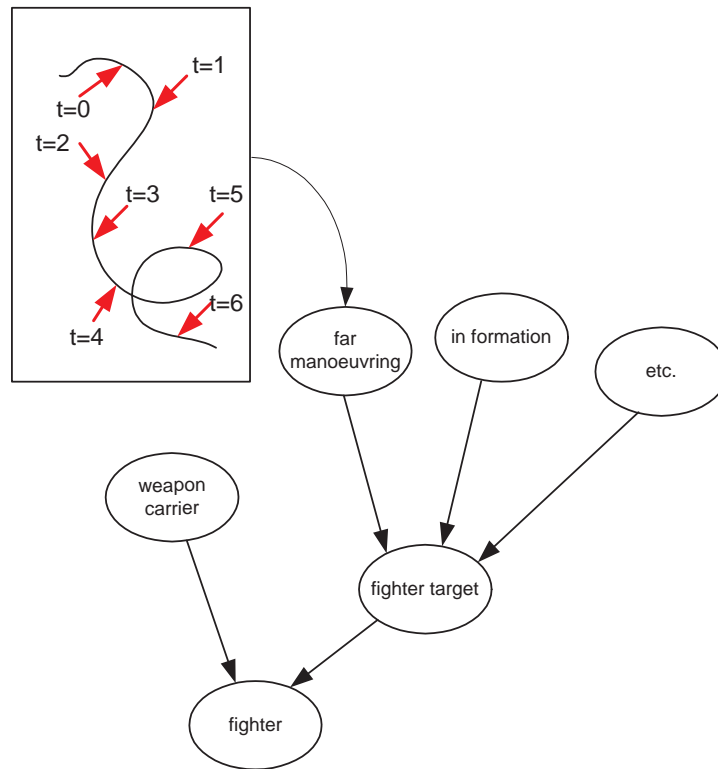 t=1
t=0
t=2
t=3
t=5
t=6
t=4
far
manoeuvring
in formation
etc.
weapon
carrier
fighter target
fighter